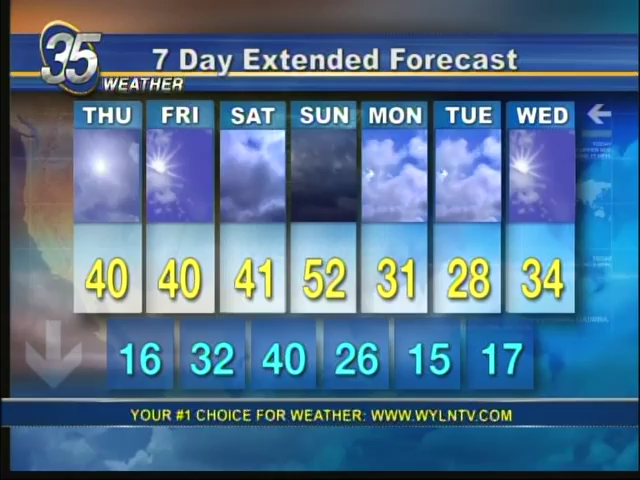 35
WEATHER
7 Day Extended Forecast
THU FRI SAT SUN MON TUE WED
40 40 41 52 31 28 34
16 32 40 26 15 17
YOUR #1 CHOICE FOR WEATHER: WWW.WYLNTV.COM